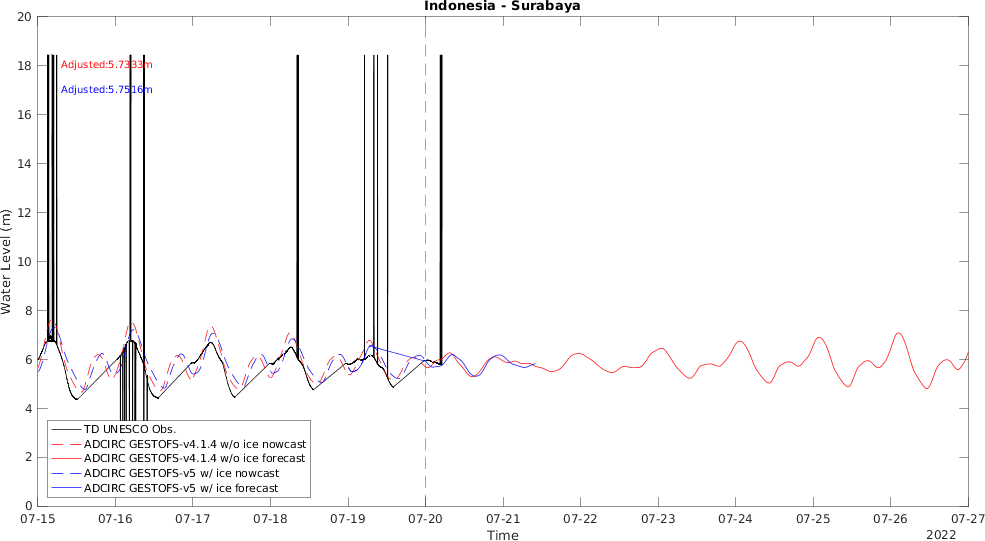 Indonesia - Surabaya
Adjusted:5.7333m
Adjusted:5.7516m
Water Level (m)
20
18
16
14
12
10
8
6
4
2
0
TD UNESCO Obs.
ADCIRC GESTOFS-v4.1.4 w/o ice nowcast
ADCIRC GESTOFS-v4.1.4 w/o ice forecast
ADCIRC GESTOFS-v5 w/ ice nowcast
ADCIRC GESTOFS-v5 w/ ice forecast
07-15 07-16 07-17 07-18 07-19 07-20 07-21 07-22 07-23 07-24 07-25 07-26 07-27
Time
2022